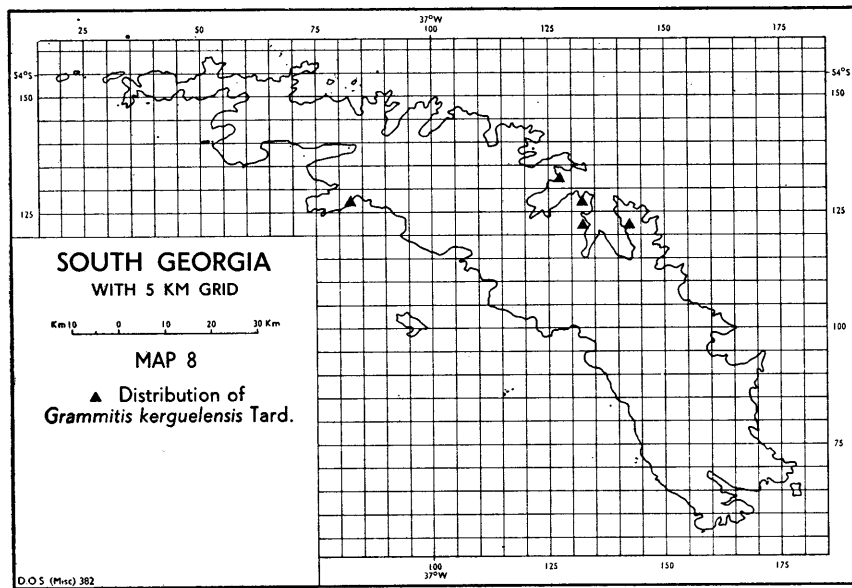 37°W
25 50 75 100 125 150 175
54°S 54°S
150 150
125 125
SOUTH GEORGIA
WITH 5 KM GRID
Km10 0 10 20 30 Km
100
MAP 8
▲ Distribution of
Grammitis kerguelensis Tard.
75
100 125 150 175
37°W
D O S (Misc) 382